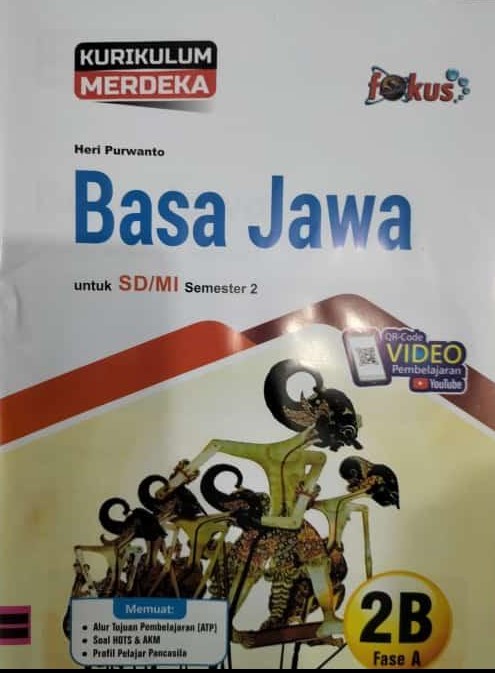 KURIKULUM
MERDEKA
fokus
Heri Purwanto
Basa Jawa
untuk SD/MI Semester 2
QR-Code
VIDEO
Pembelajaran
YouTube
Memuat:
• Alur Tujuan Pembelajaran (ATP)
• Soal HOTS & AKM
• Profil Pelajar Pancasila
2B
Fase A